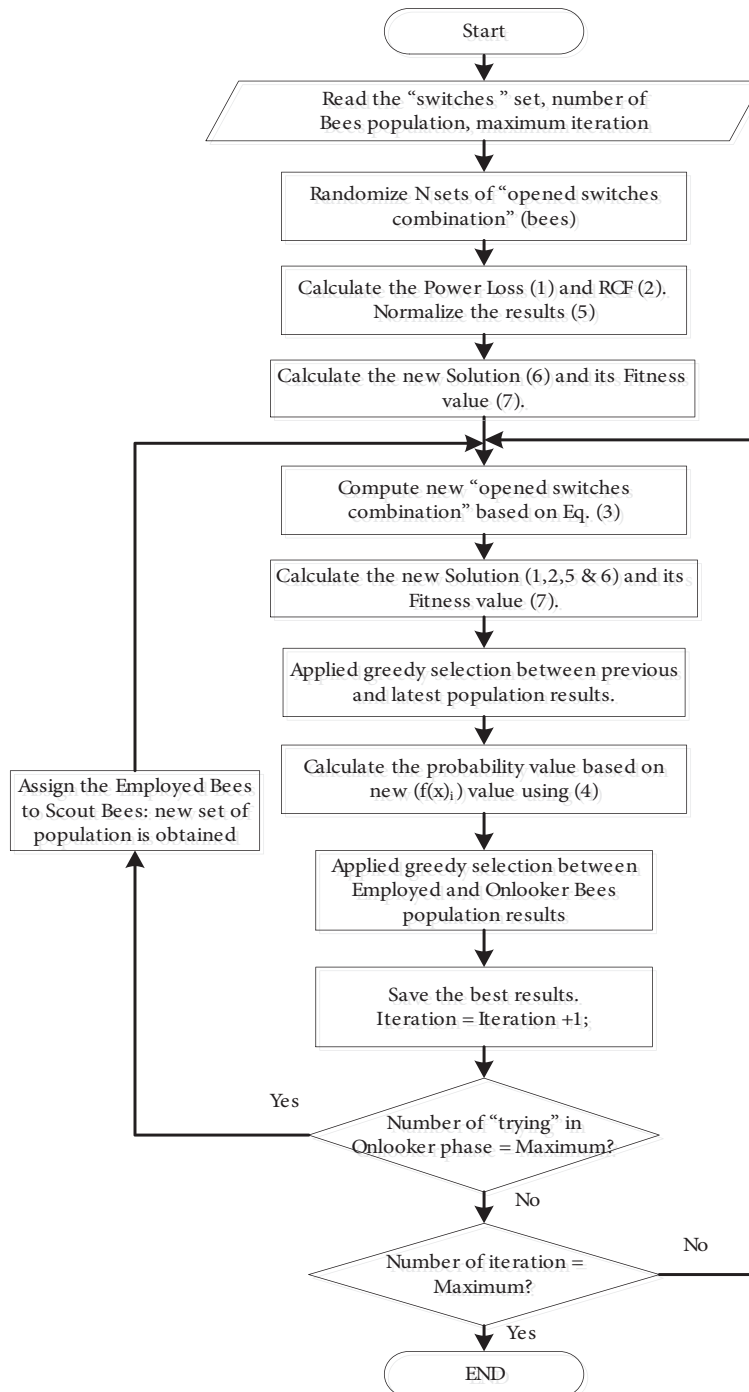 Start
Read the “switches ” set, number of
Bees population, maximum iteration
Randomize N sets of “opened switches
combination” (bees)
Calculate the Power Loss (1) and RCF (2).
Normalize the results (5)
Calculate the new Solution (6) and its Fitness
value (7).
Compute new “opened switches
combination” based on Eq. (3)
Calculate the new Solution (1,2,5 & 6) and its
Fitness value (7).
Applied greedy selection between previous
and latest population results.
Calculate the probability value based on
new (f(x)ᵢ) value using (4)
Assign the Employed Bees
to Scout Bees: new set of
population is obtained
Applied greedy selection between
Employed and Onlooker Bees
population results
Save the best results.
Iteration = Iteration +1;
Yes
Number of “trying” in
Onlooker phase = Maximum?
No
Number of iteration =
Maximum?
No
Yes
END